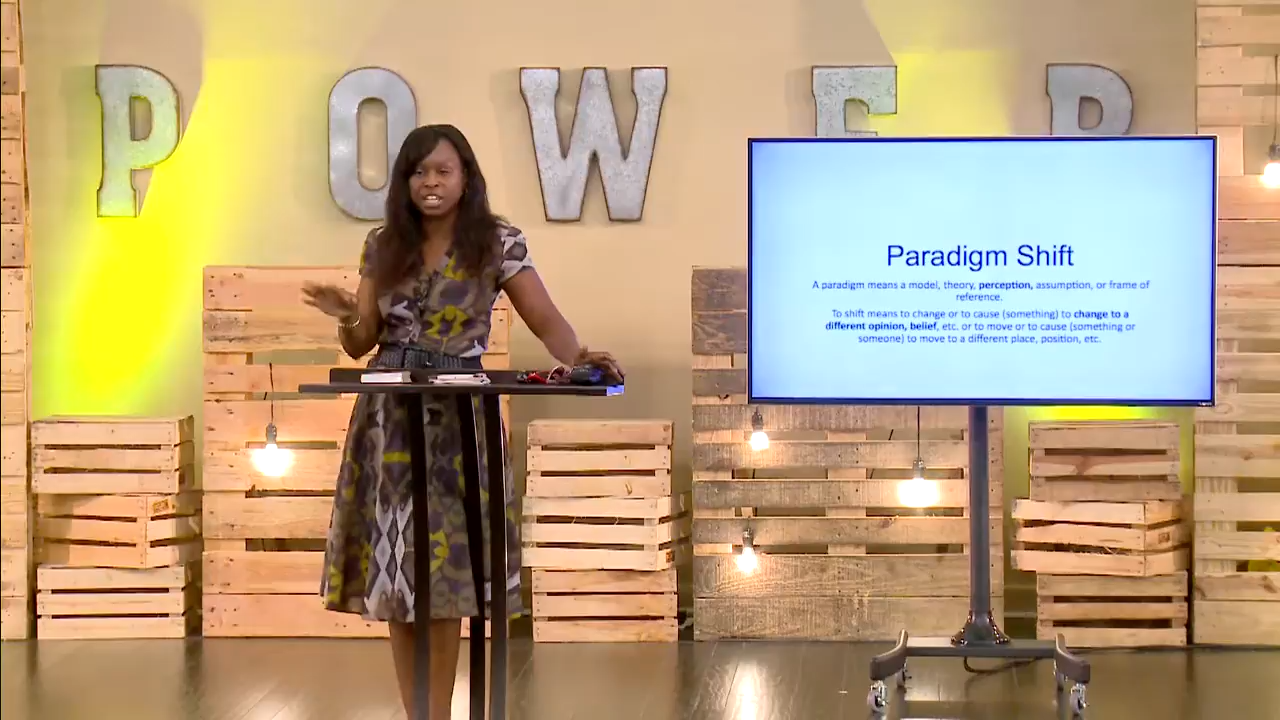 POWER
Paradigm Shift
A paradigm means a model, theory, perception, assumption, or frame of
reference.
To shift means to change or to cause (something) to change to a
different opinion, belief, etc. or to move or to cause (something or
someone) to move to a different place, position, etc.